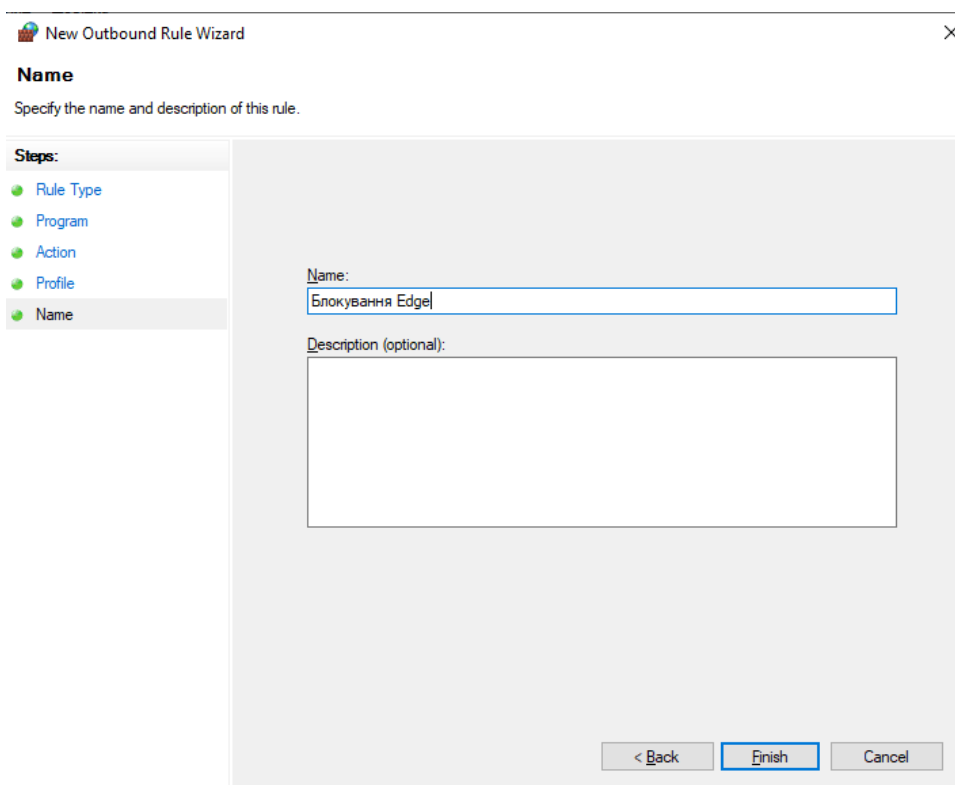 New Outbound Rule Wizard
Name
Specify the name and description of this rule.
Steps:
Rule Type
Program
Action
Profile
Name
Name:
Блокування Edge
Description (optional):
< Back
Finish
Cancel